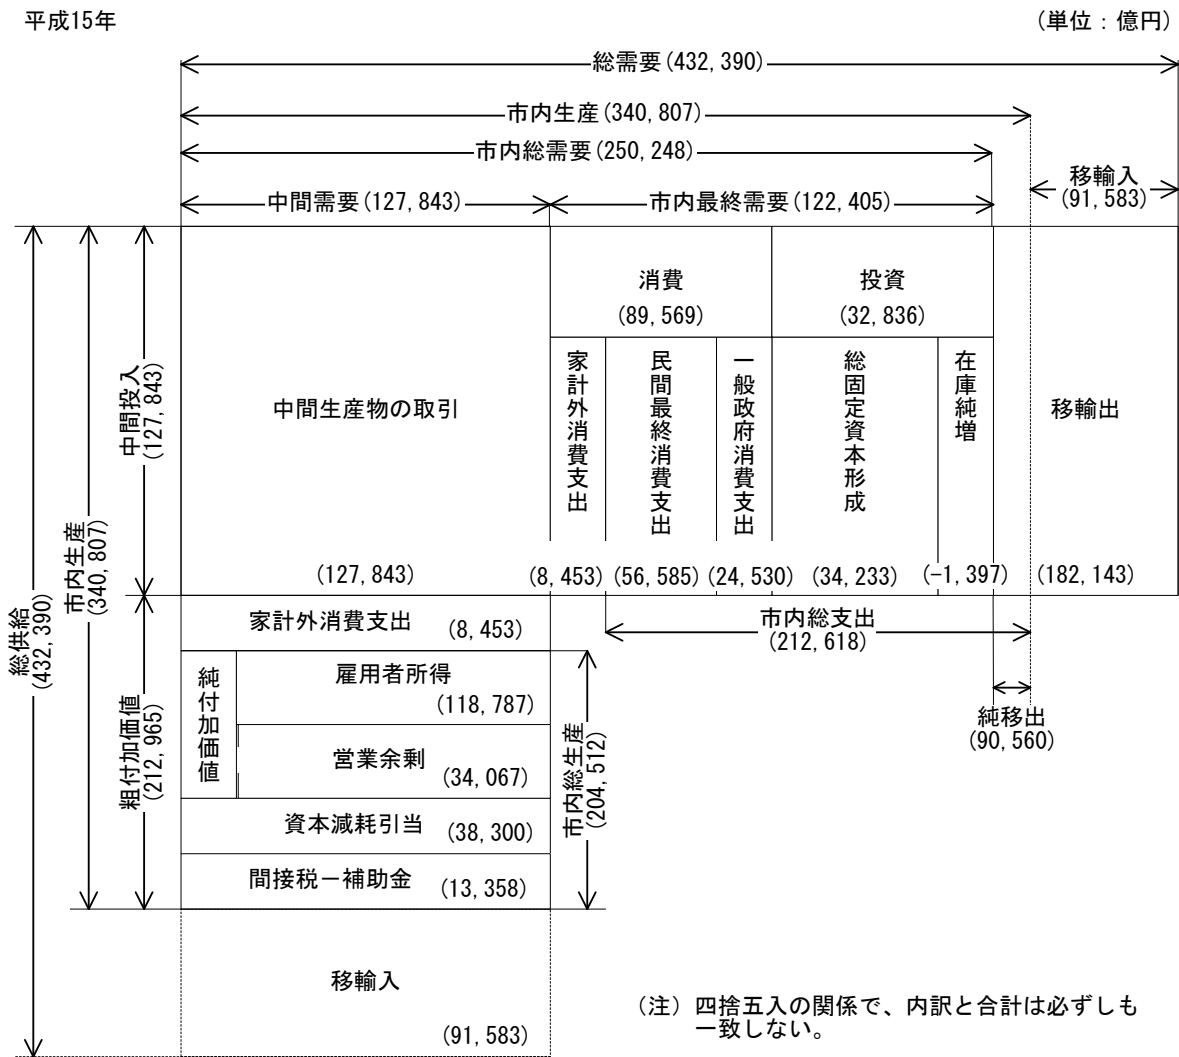 平成15年
(単位：億円)
総需要(432,390)
市内生産(340,807)
市内総需要(250,248)
移輸入
(91,583)
中間需要(127,843)
市内最終需要(122,405)
消費
(89,569)
投資
(32,836)
家計外消費支出
民間最終消費支出
一般政府消費支出
総固定資本形成
在庫純増
中間生産物の取引
移輸出
(127,843)
(8,453)
(56,585)
(24,530)
(34,233)
(−1,397)
(182,143)
総供給
(432,390)
市内生産
(340,807)
中間投入
(127,843)
粗付加価値
(212,965)
家計外消費支出 (8,453)
純付加価値
雇用者所得
(118,787)
営業余剰
(34,067)
資本減耗引当 (38,300)
間接税－補助金 (13,358)
市内総生産
(204,512)
市内総支出
(212,618)
純移出
(90,560)
移輸入
(91,583)
(注) 四捨五入の関係で、内訳と合計は必ずしも
一致しない。